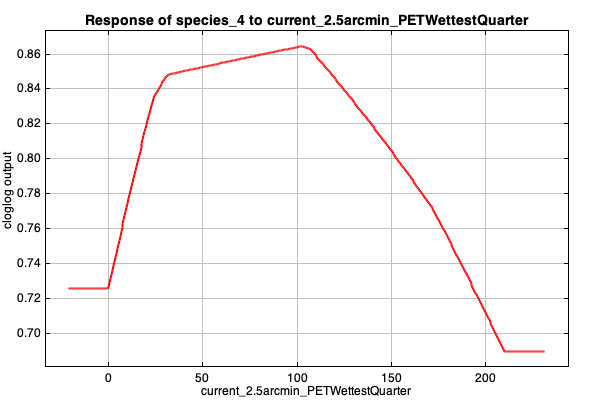 Response of species_4 to current_2.5arcmin_PETWettestQuarter
cloglog output
0.86
0.84
0.82
0.80
0.78
0.76
0.74
0.72
0.70
0 50 100 150 200
current_2.5arcmin_PETWettestQuarter